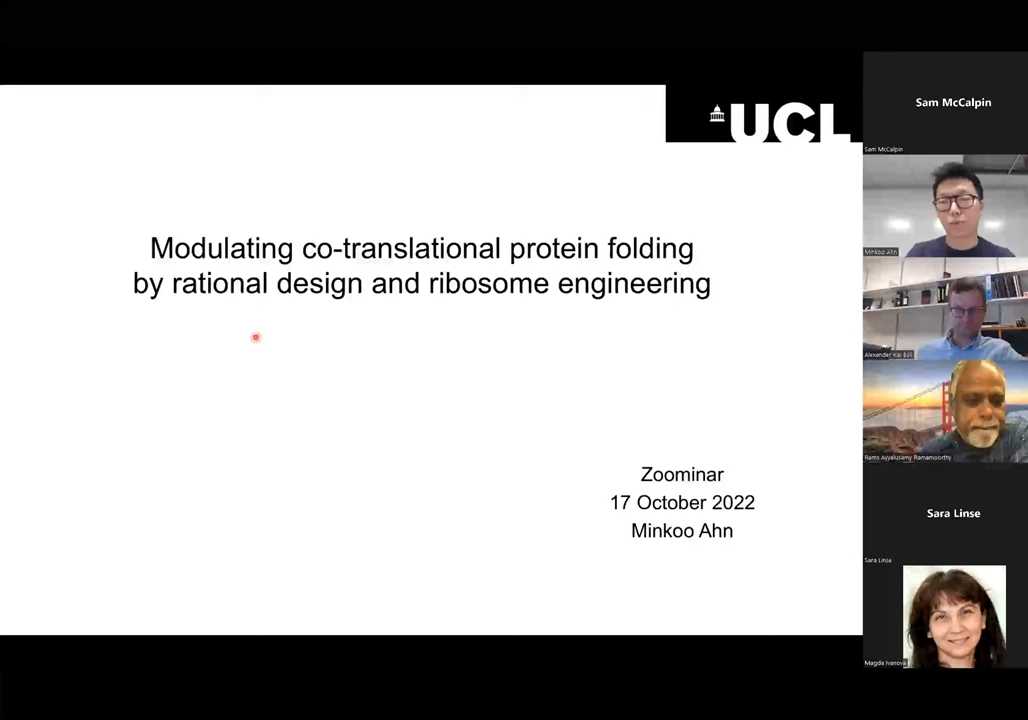 UCL
Modulating co-translational protein folding
by rational design and ribosome engineering
Zoominar
17 October 2022
Minkoo Ahn
Sam McCalpin
Sam McCalpin
Minkoo Ahn
Alexander Kai Büll
Rams Ayyalusamy Ramamoorthy
Sara Linse
Sara Linse
Magda Ivanova